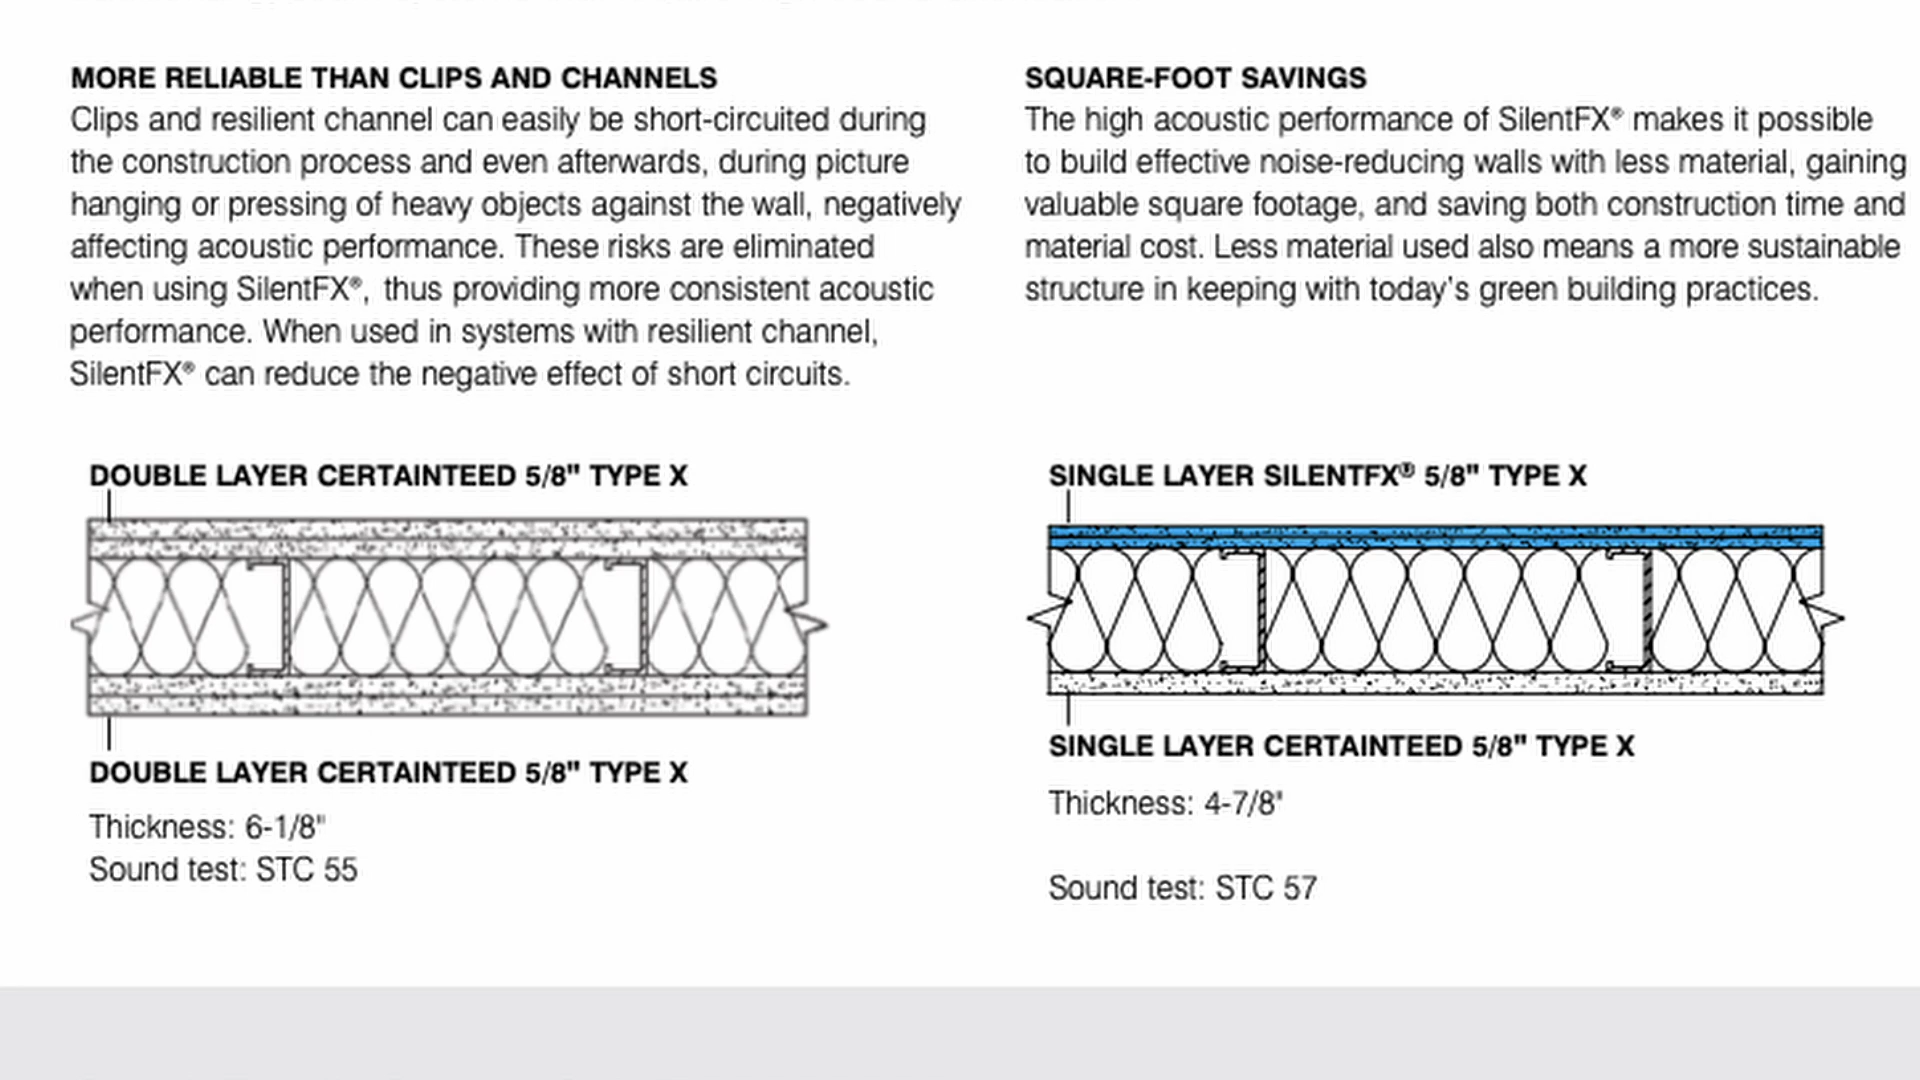 MORE RELIABLE THAN CLIPS AND CHANNELS
Clips and resilient channel can easily be short-circuited during
the construction process and even afterwards, during picture
hanging or pressing of heavy objects against the wall, negatively
affecting acoustic performance. These risks are eliminated
when using SilentFX®, thus providing more consistent acoustic
performance. When used in systems with resilient channel,
SilentFX® can reduce the negative effect of short circuits.
SQUARE-FOOT SAVINGS
The high acoustic performance of SilentFX® makes it possible
to build effective noise-reducing walls with less material, gaining
valuable square footage, and saving both construction time and
material cost. Less material used also means a more sustainable
structure in keeping with today's green building practices.
DOUBLE LAYER CERTAINTEED 5/8" TYPE X
DOUBLE LAYER CERTAINTEED 5/8" TYPE X
Thickness: 6-1/8"
Sound test: STC 55
SINGLE LAYER SILENTFX® 5/8" TYPE X
SINGLE LAYER CERTAINTEED 5/8" TYPE X
Thickness: 4-7/8"
Sound test: STC 57